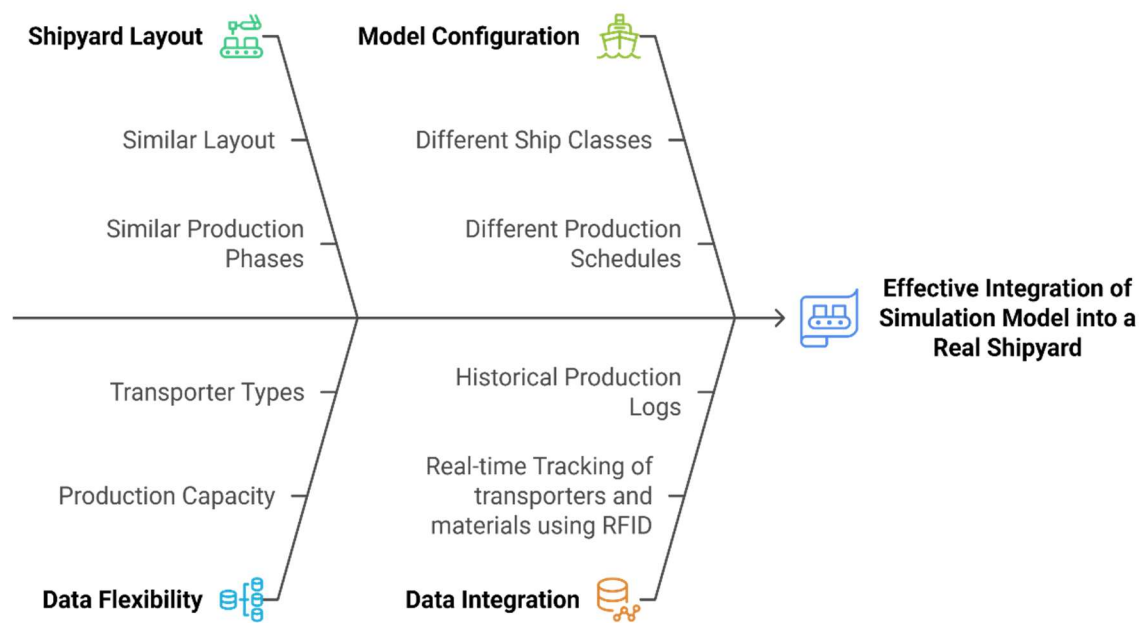 Shipyard Layout
Similar Layout
Similar Production
Phases
Model Configuration
Different Ship Classes
Different Production
Schedules
Effective Integration of
Simulation Model into a
Real Shipyard
Transporter Types
Production Capacity
Data Flexibility
Historical Production
Logs
Real-time Tracking of
transporters and
materials using RFID
Data Integration